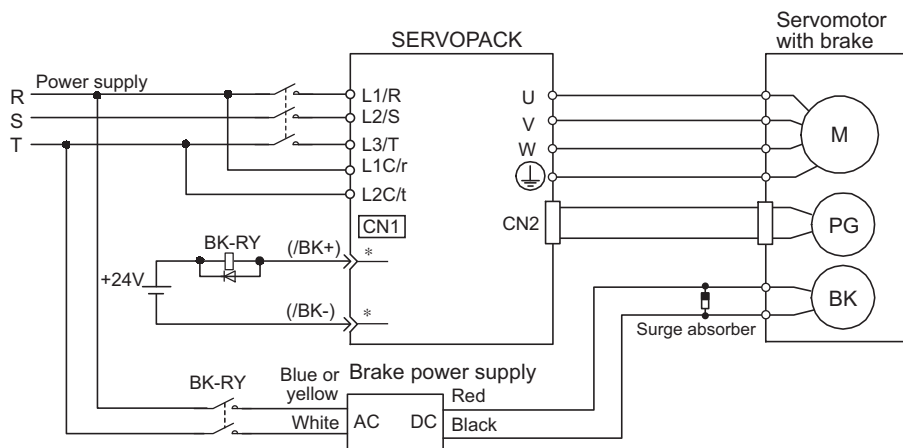 Servomotor
with brake
SERVOPACK
Power supply
R
S
T
L1/R
L2/S
L3/T
L1C/r
L2C/t
U
V
W
M
CN1
CN2
PG
BK-RY
(/BK+)
*
+24V
(/BK-)
*
BK
Surge absorber
BK-RY
Blue or
yellow
White
Brake power supply
AC
DC
Red
Black